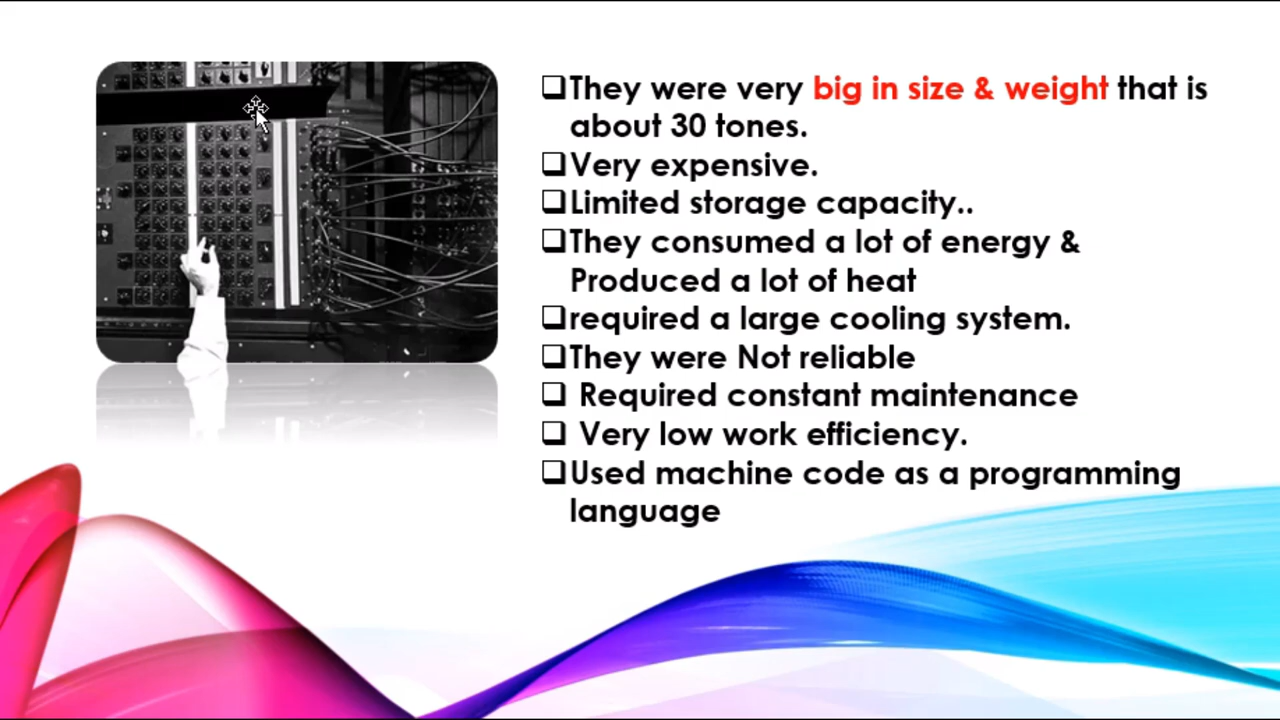 They were very big in size & weight that is
about 30 tones.
Very expensive.
Limited storage capacity..
They consumed a lot of energy &
Produced a lot of heat
required a large cooling system.
They were Not reliable
Required constant maintenance
Very low work efficiency.
Used machine code as a programming
language